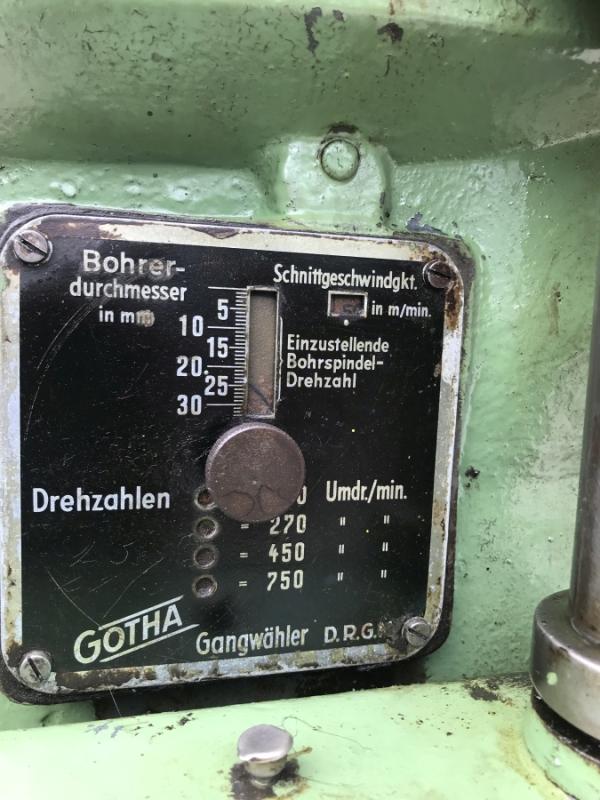 Bohrer-
durchmesser
in mm
Schnittgeschwindgkt.
in m/min.
5
10
15
20
25
30
Einzustellende
Bohrspindel-
Drehzahl
Drehzahlen
0 Umdr./min.
= 270 " "
= 450 " "
= 750 " "
GOTHA
Gangwähler D.R.G.